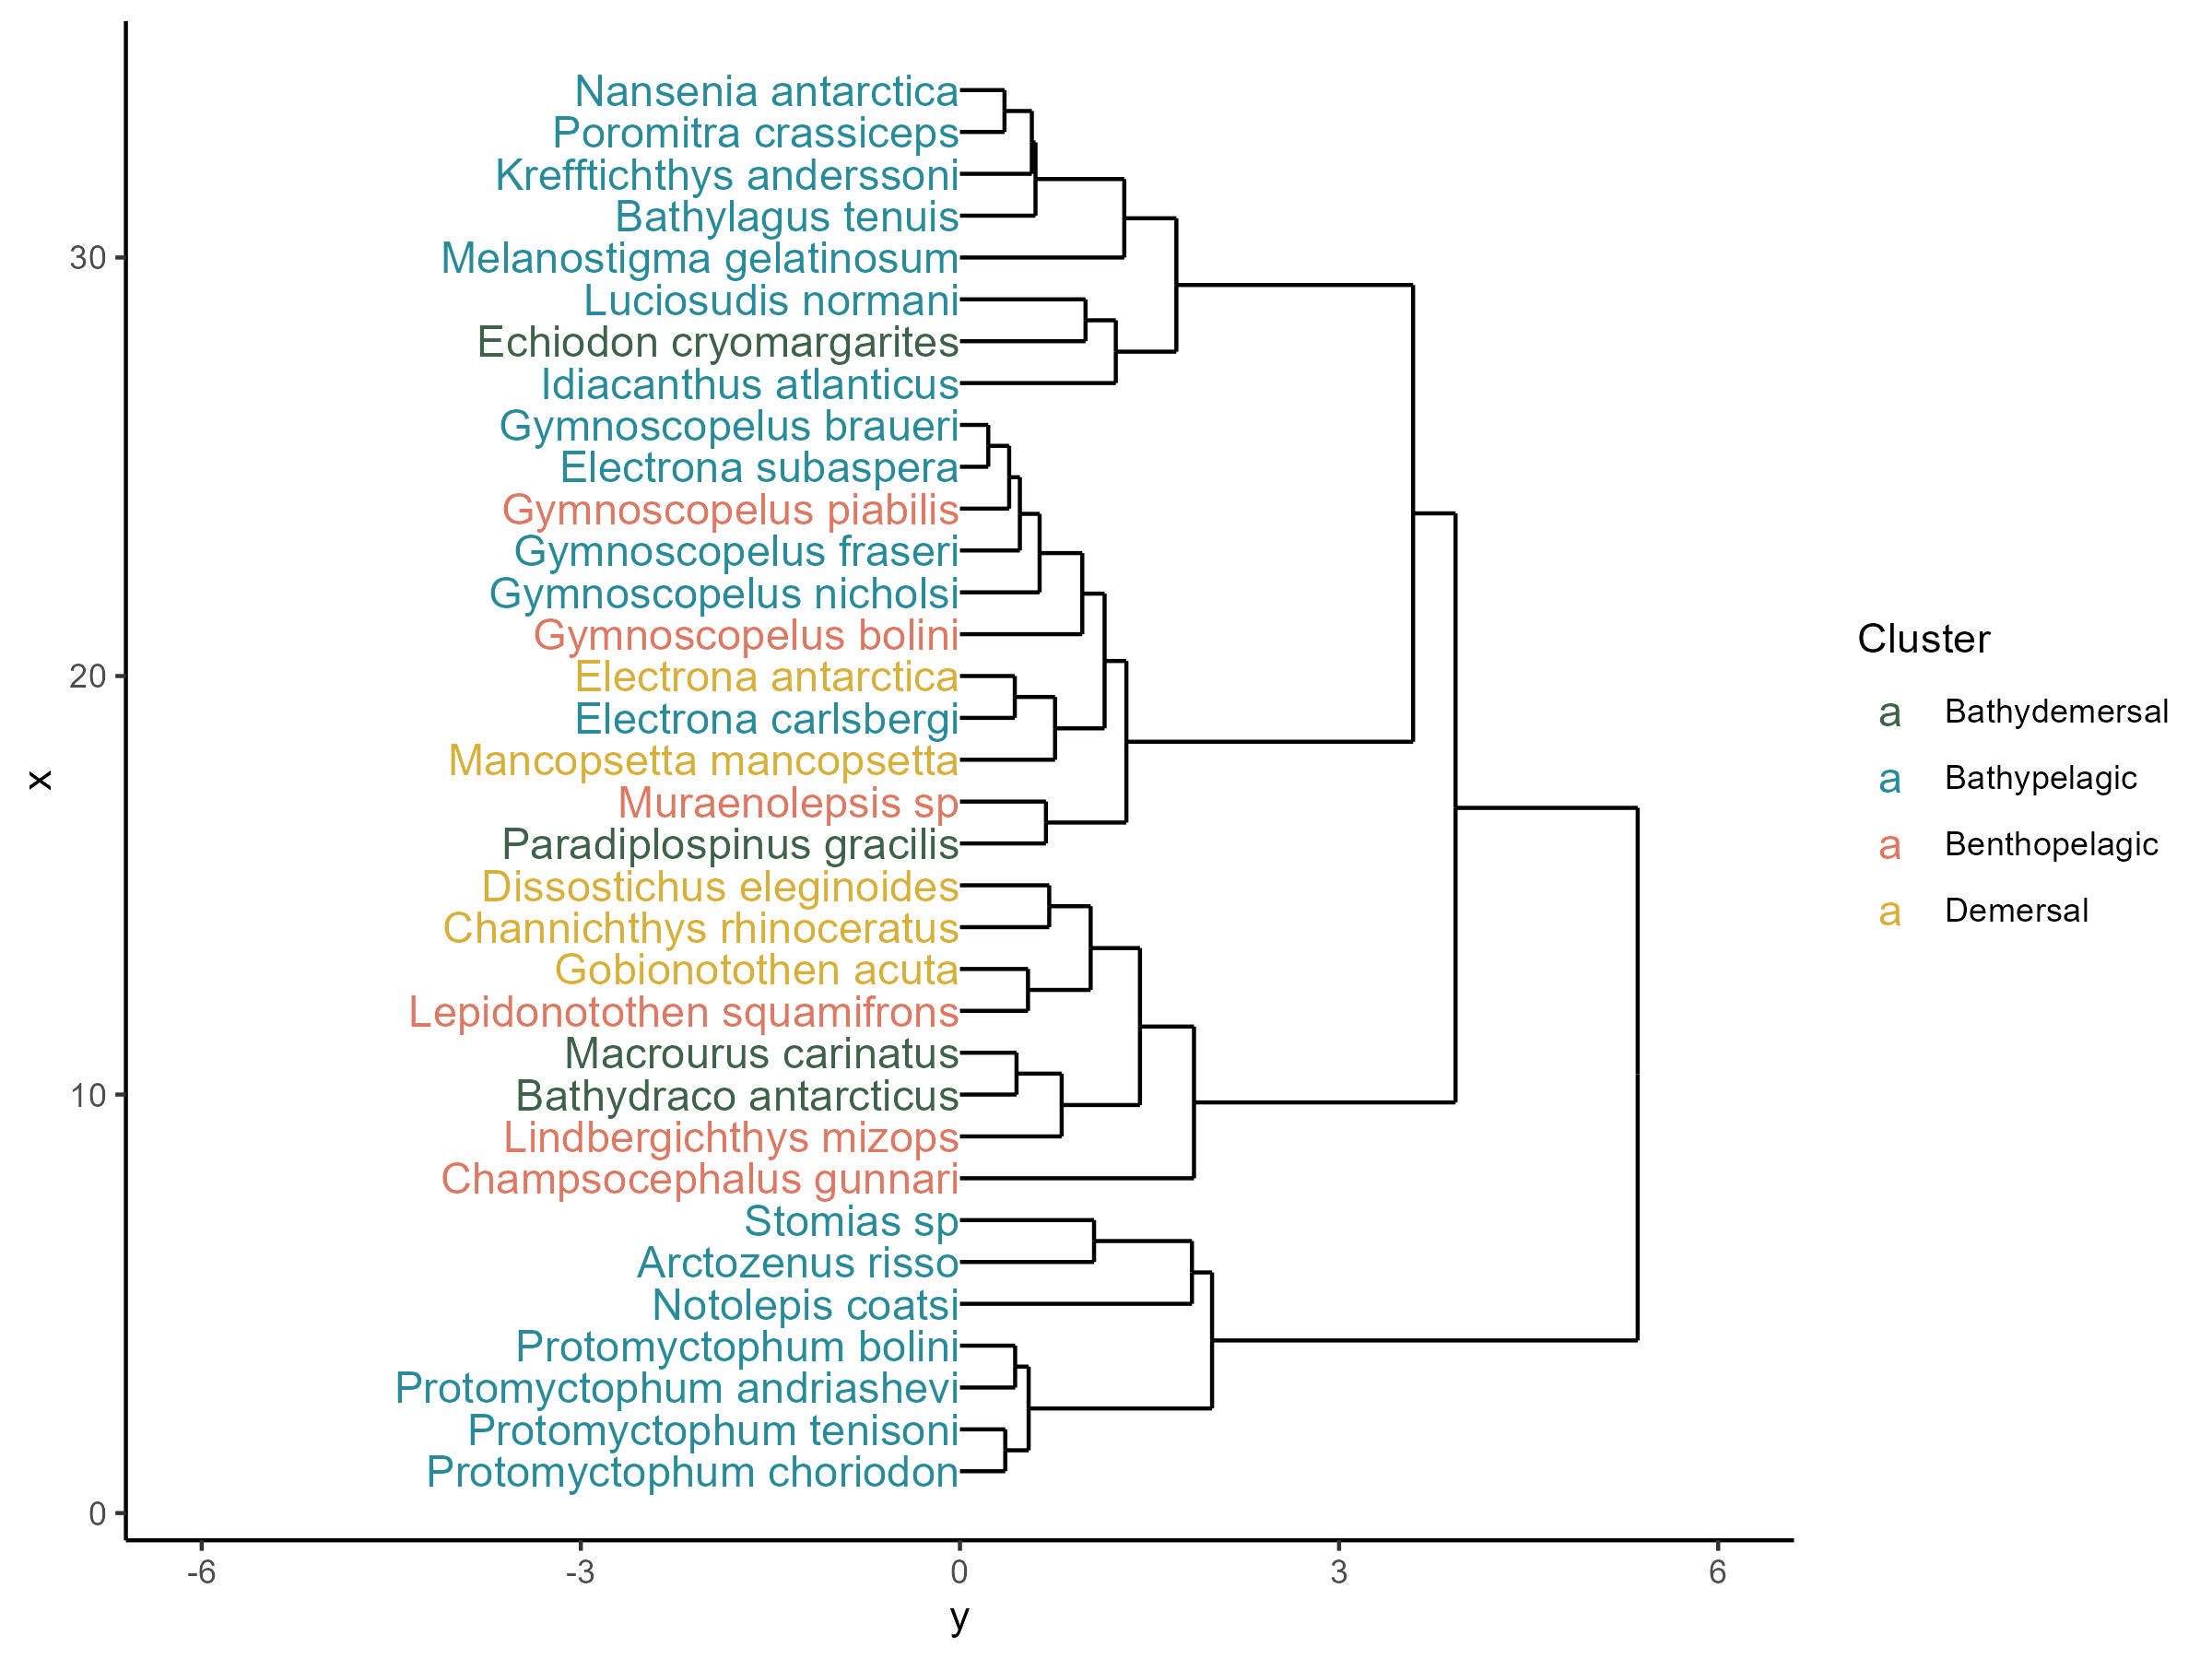 Nansenia antarctica
Poromitra crassiceps
Krefftichthys anderssoni
Bathylagus tenuis
30
Melanostigma gelatinosum
Luciosudis normani
Echiodon cryomargarites
Idiacanthus atlanticus
Gymnoscopelus braueri
Electrona subaspera
Gymnoscopelus piabilis
Gymnoscopelus fraseri
Gymnoscopelus nicholsi
Gymnoscopelus bolini
20
Electrona antarctica
Electrona carlsbergi
Mancopsetta mancopsetta
Muraenolepsis sp
Paradiplospinus gracilis
Dissostichus eleginoides
Channichthys rhinoceratus
Gobionotothen acuta
Lepidonotothen squamifrons
Macrourus carinatus
10
Bathydraco antarcticus
Lindbergichthys mizops
Champsocephalus gunnari
Stomias sp
Arctozenus risso
Notolepis coatsi
Protomyctophum bolini
Protomyctophum andriashevi
Protomyctophum tenisoni
Protomyctophum choriodon
0
x
-6 -3 0 3 6
y
Cluster
a Bathydemersal
a Bathypelagic
a Benthopelagic
a Demersal